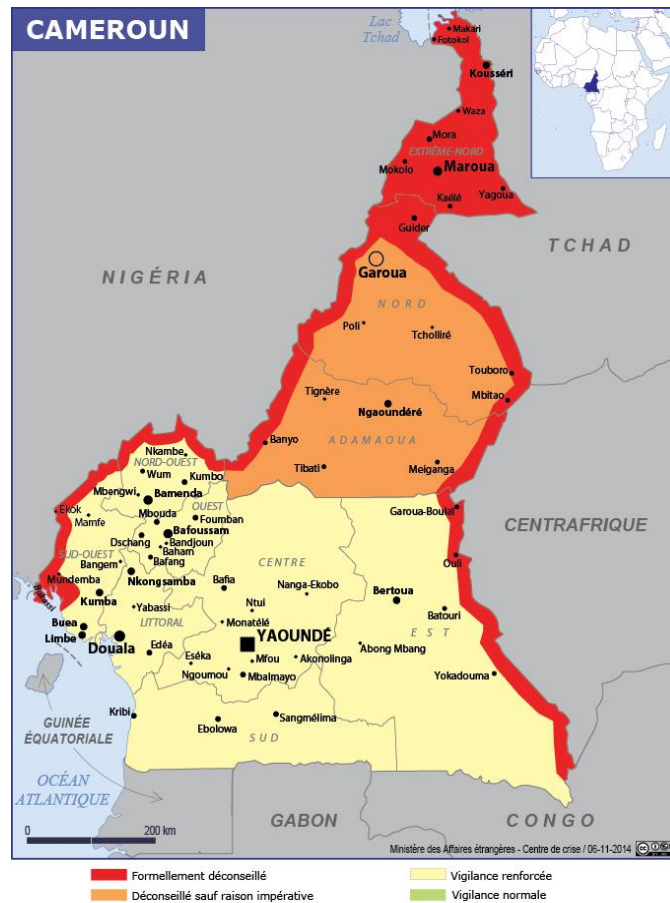 CAMEROUN
Lac
Tchad
Makari
Fotokol
Kousséri
Waza
Mora
EXTRÊME-NORD
Mokolo
Maroua
Kaélé
Yagoua
Guider
TCHAD
NIGÉRIA
Garoua
NORD
Poli
Tcholliré
Touboro
Tignère
Mbitao
Ngaoundéré
Banyo
ADAMAOUA
Tibati
Meiganga
Nkambe
NORD-OUEST
Wum
Kumbo
Mbengwi
Bamenda
OUEST
Mbouda
Foumban
Ekok
Mamfe
Bafoussam
Dschang
Bandjoun
Baham
Bafang
SUD-OUEST
Bangem
Mundemba
Nkongsamba
Bakassi
Kumba
Yabassi
Buea
LITTORAL
Limbe
Douala
Edéa
Garoua-Boulai
CENTRAFRIQUE
Ouli
CENTRE
Bafia
Nanga-Ekobo
Ntui
Bertoua
Batouri
Monatélé
EST
YAOUNDÉ
Abong Mbang
Eséka
Mfou
Akonolinga
Ngoumou
Mbalmayo
Yokadouma
Kribi
Ebolowa
Sangmélima
SUD
GUINÉE
ÉQUATORIALE
OCÉAN
ATLANTIQUE
GABON
CONGO
0
200 km
Ministère des Affaires étrangères - Centre de crise / 06-11-2014
Formellement déconseillé
Vigilance renforcée
Déconseillé sauf raison impérative
Vigilance normale